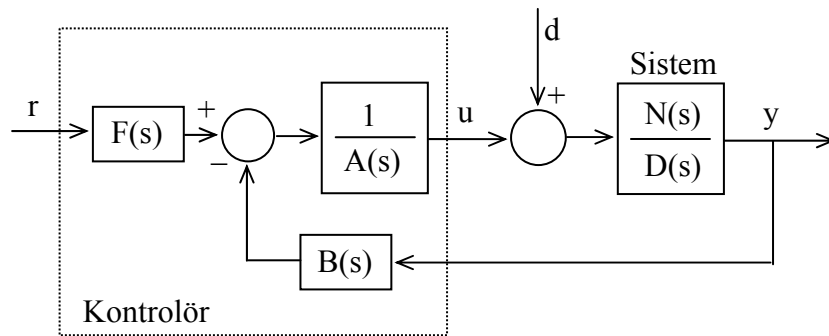 d
Sistem
r
F(s)
+
−
1
A(s)
u
+
N(s)
D(s)
y
B(s)
Kontrolör